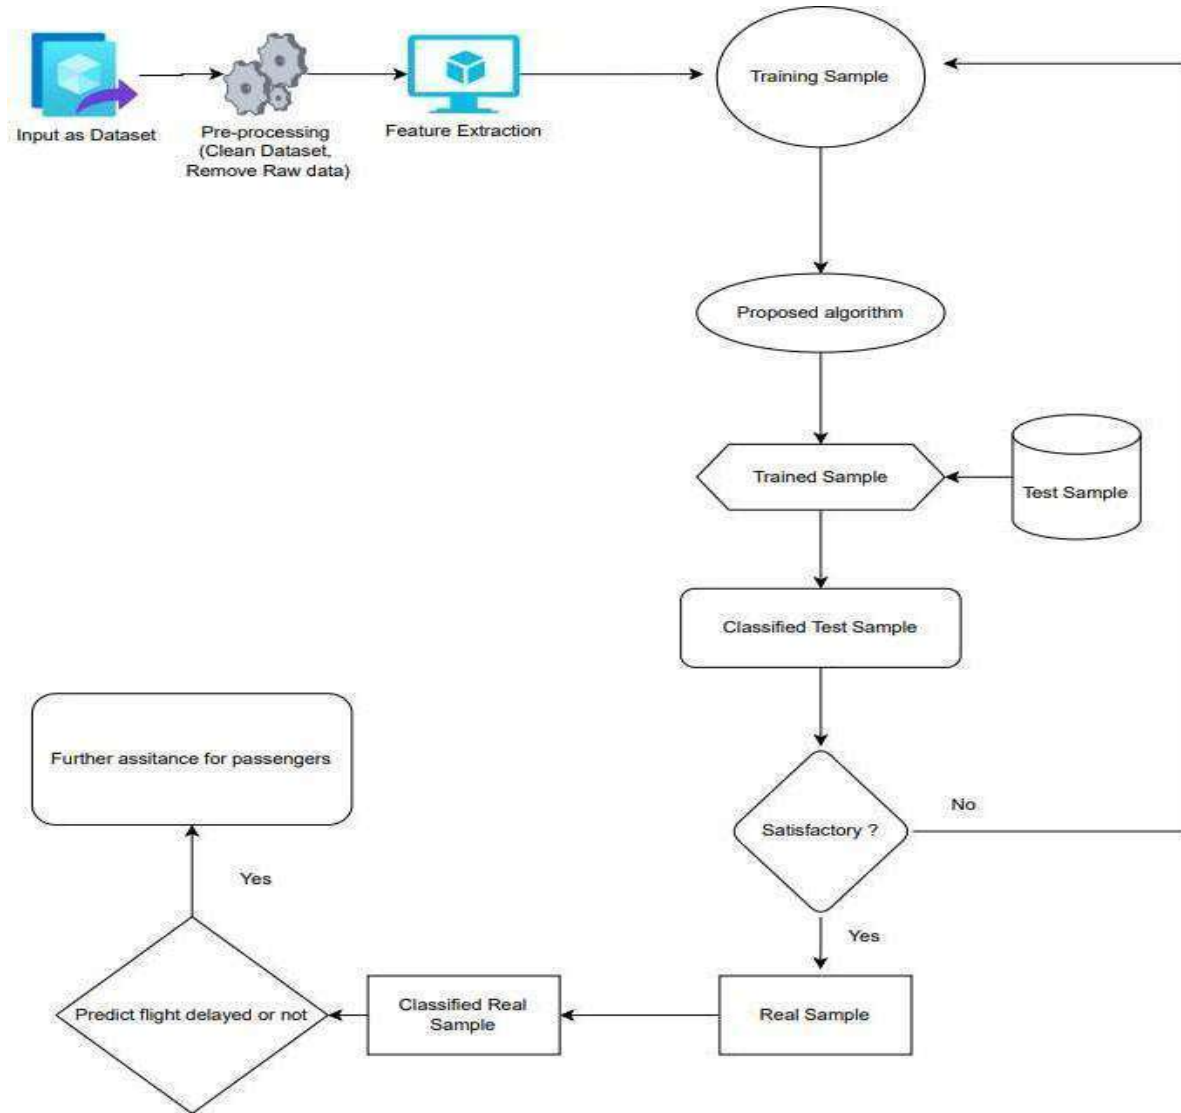 Input as Dataset
Pre-processing
(Clean Dataset,
Remove Raw data)
Feature Extraction
Training Sample
Proposed algorithm
Trained Sample
Test Sample
Classified Test Sample
Satisfactory ?
No
Yes
Real Sample
Classified Real
Sample
Predict flight delayed or not
Yes
Further assitance for passengers